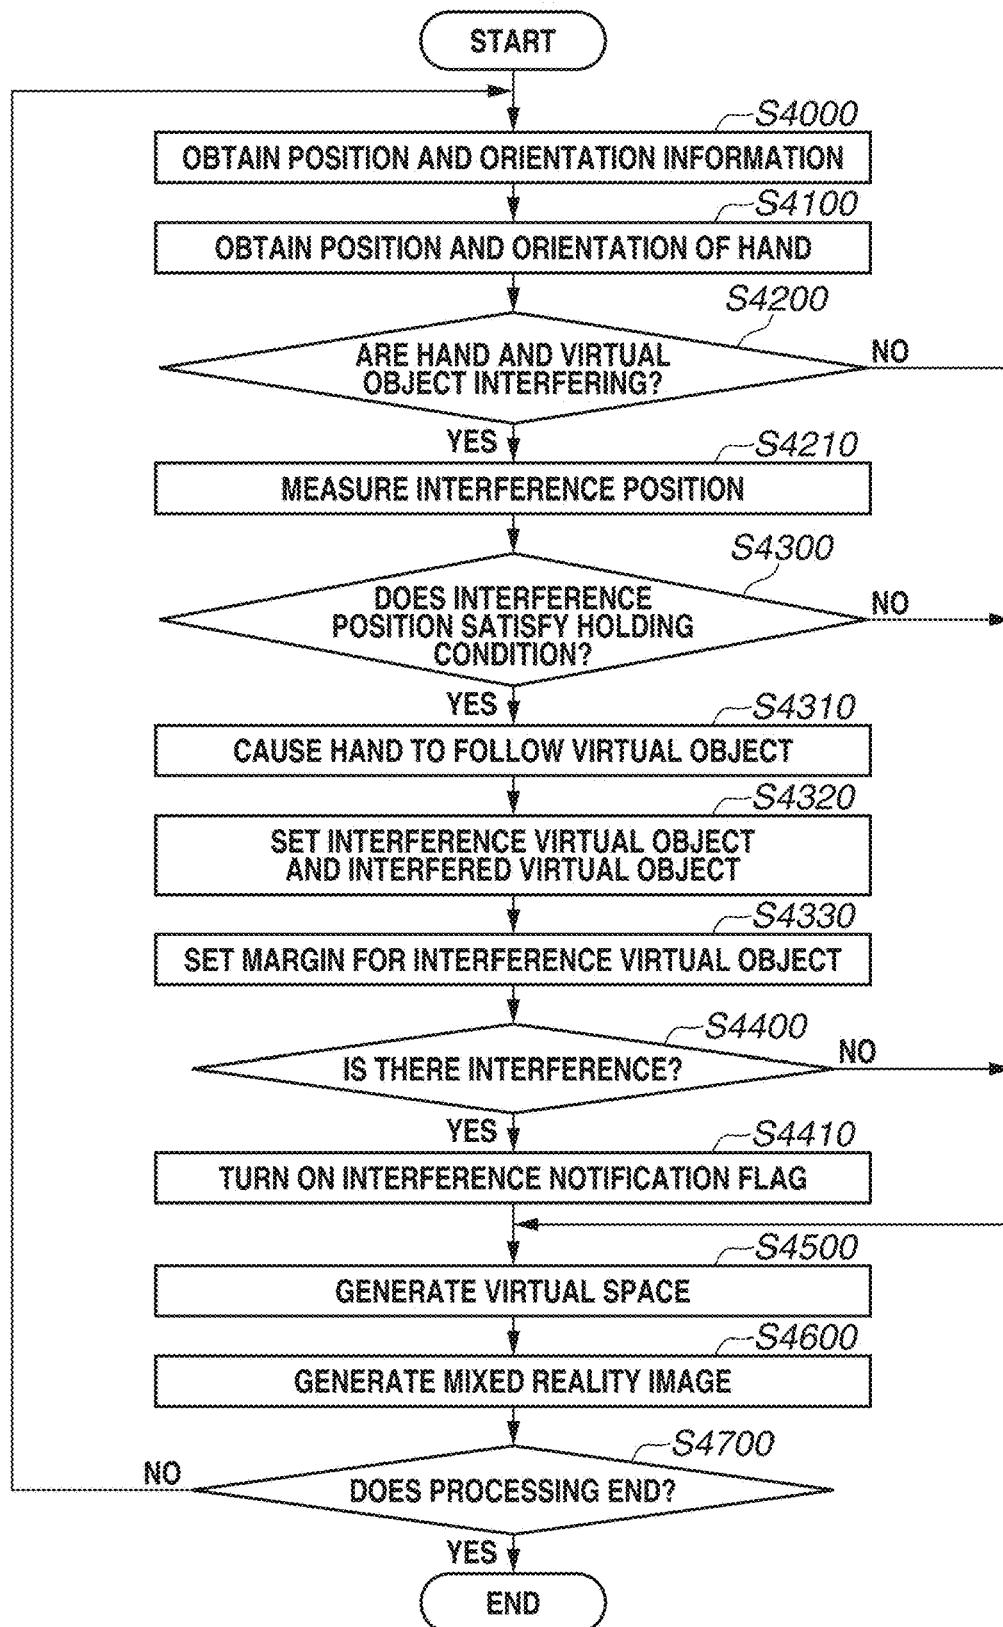 START
S4000
OBTAIN POSITION AND ORIENTATION INFORMATION
S4100
OBTAIN POSITION AND ORIENTATION OF HAND
S4200
ARE HAND AND VIRTUAL
OBJECT INTERFERING?
NO
YES
S4210
MEASURE INTERFERENCE POSITION
S4300
DOES INTERFERENCE
POSITION SATISFY HOLDING
CONDITION?
NO
YES
S4310
CAUSE HAND TO FOLLOW VIRTUAL OBJECT
S4320
SET INTERFERENCE VIRTUAL OBJECT
AND INTERFERED VIRTUAL OBJECT
S4330
SET MARGIN FOR INTERFERENCE VIRTUAL OBJECT
S4400
IS THERE INTERFERENCE?
NO
YES
S4410
TURN ON INTERFERENCE NOTIFICATION FLAG
S4500
GENERATE VIRTUAL SPACE
S4600
GENERATE MIXED REALITY IMAGE
S4700
DOES PROCESSING END?
NO
YES
END